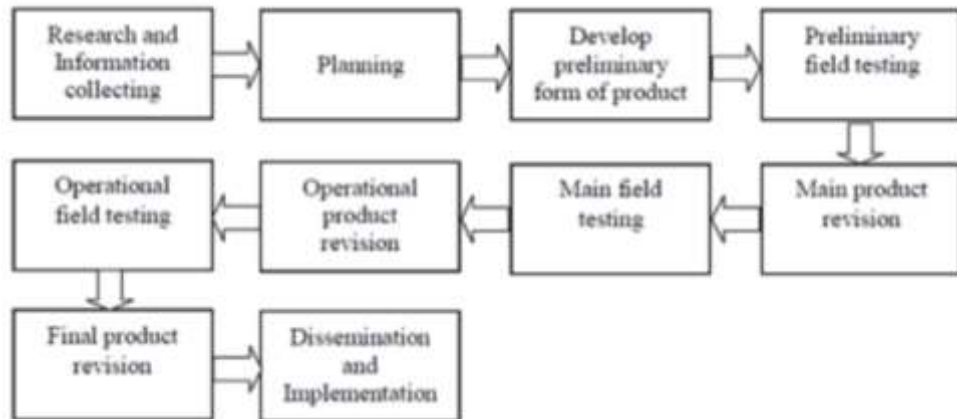 Research and
Information
collecting
Planning
Develop
preliminary
form of product
Preliminary
field testing
Main product
revision
Main field
testing
Operational
product
revision
Operational
field testing
Final product
revision
Dissemination
and
Implementation